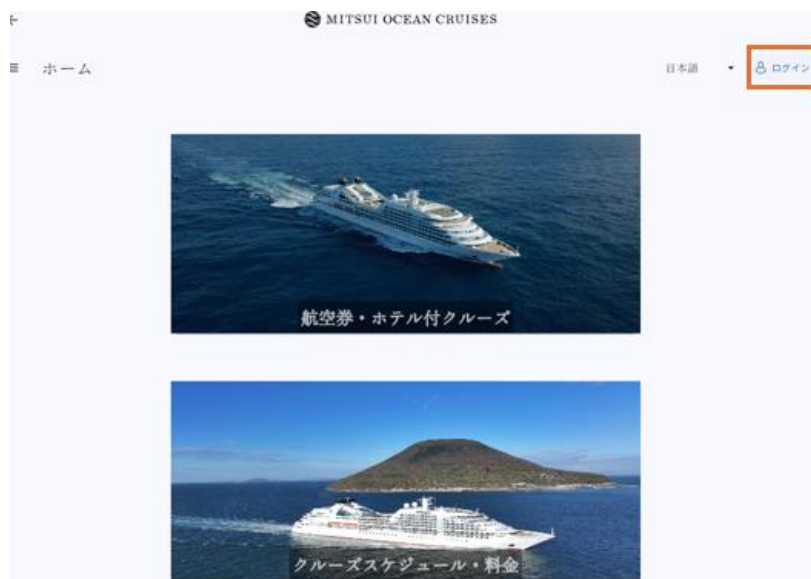 MITSUI OCEAN CRUISES
ホーム
日本語
ログイン
航空券・ホテル付クルーズ
クルーズスケジュール・料金